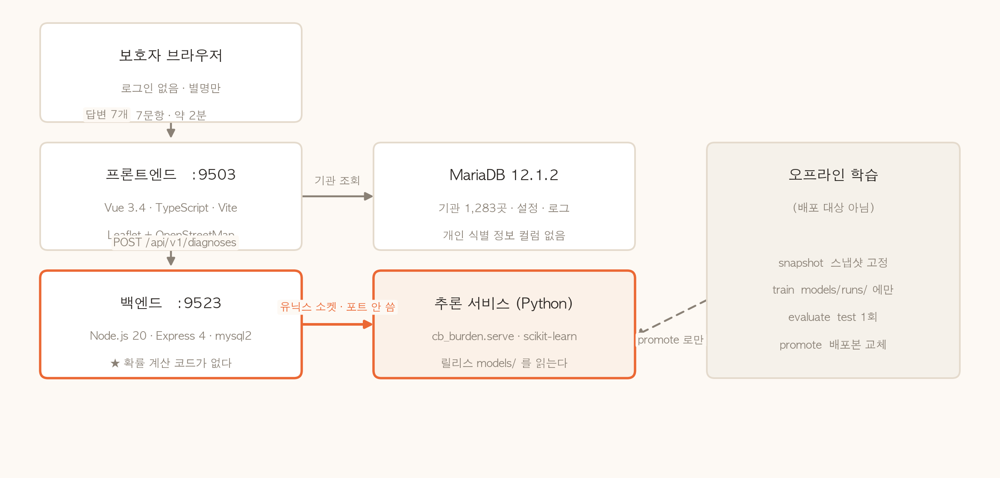 보호자 브라우저
로그인 없음 · 별명만
답변 7개
7문항 · 약 2분
프론트엔드 :9503
Vue 3.4 · TypeScript · Vite
Leaflet + OpenStreetMap
POST /api/v1/diagnoses
기관 조회
MariaDB 12.1.2
기관 1,283곳 · 설정 · 로그
개인 식별 정보 컬럼 없음
백엔드 :9523
Node.js 20 · Express 4 · mysql2
★ 확률 계산 코드가 없다
유닉스 소켓 · 포트 안 씀
추론 서비스 (Python)
cb_burden.serve · scikit-learn
릴리스 models/ 를 읽는다
promote 로만
오프라인 학습
(배포 대상 아님)
snapshot 스냅샷 고정
train models/runs/ 에만
evaluate test 1회
promote 배포본 교체